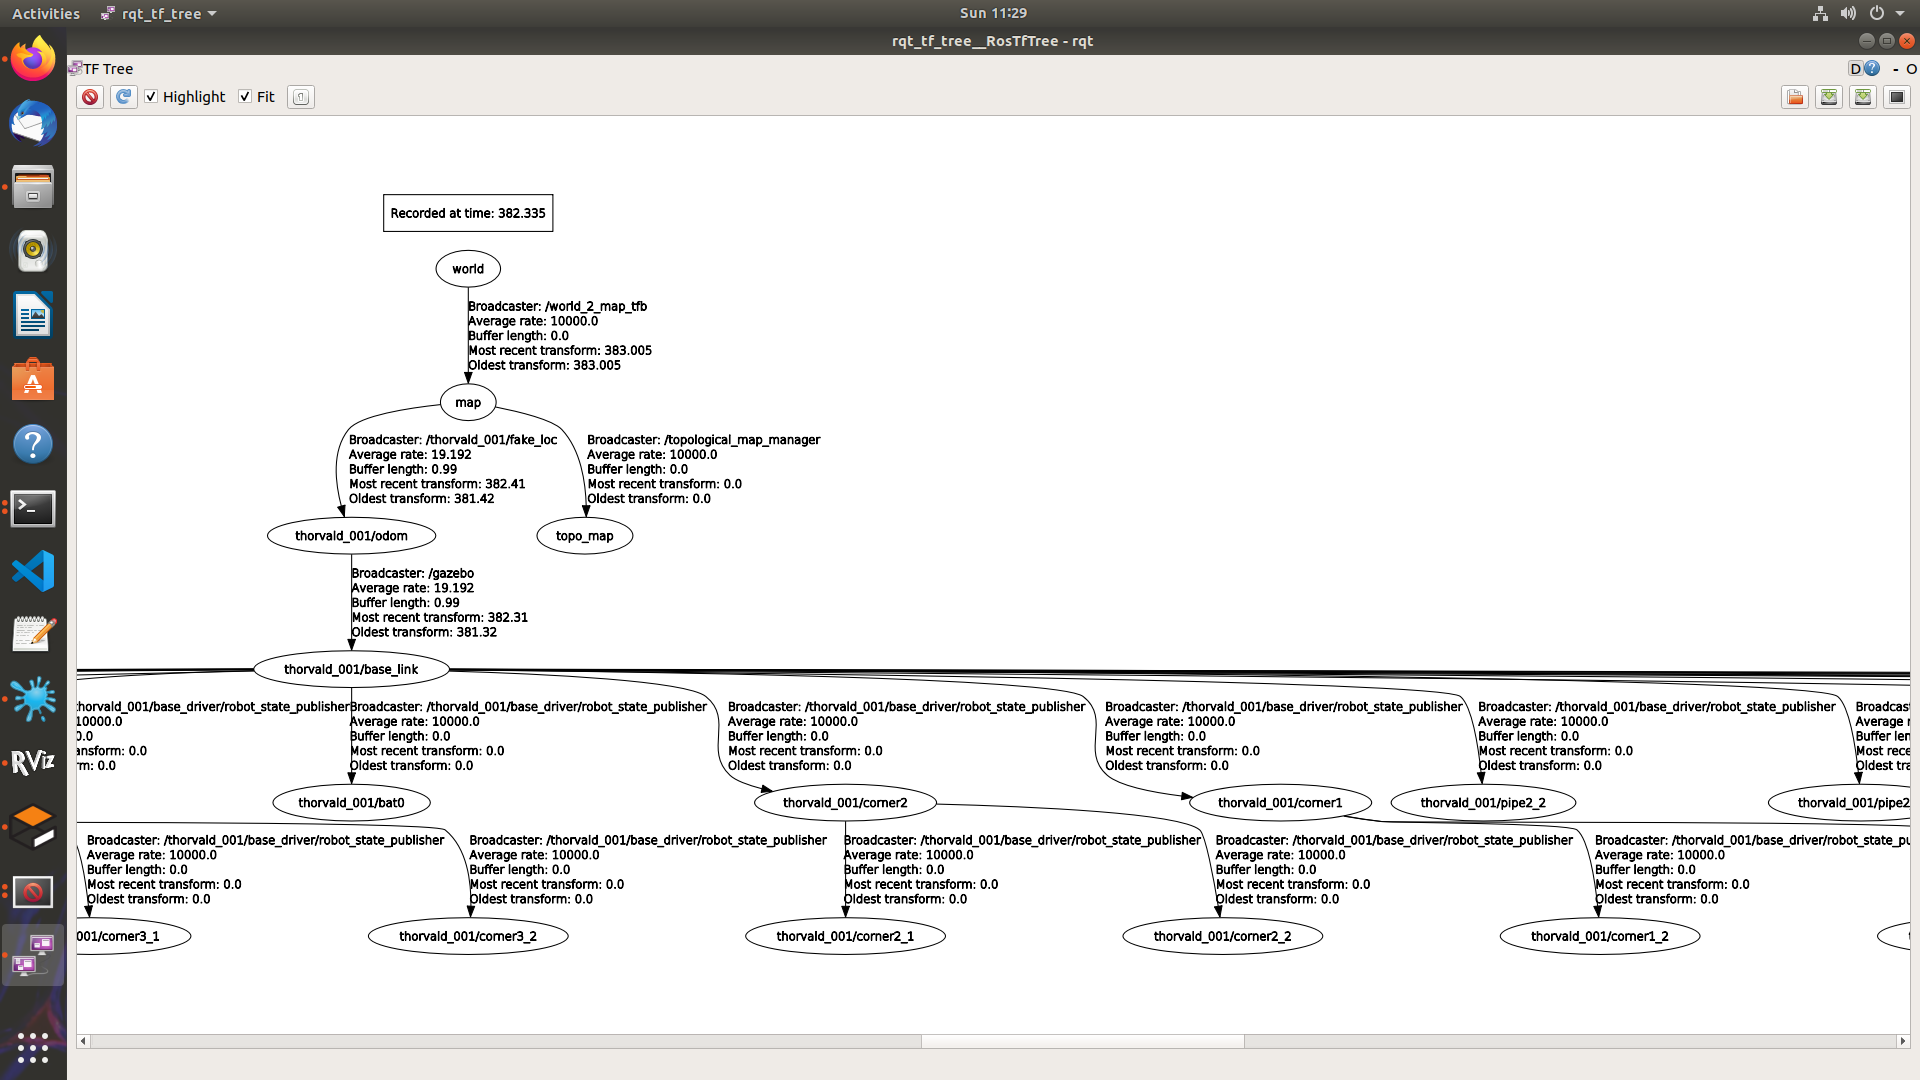 Activities
rqt_tf_tree
Sun 11:29
rqt_tf_tree__RosTfTree - rqt
TF Tree
D
- O
Highlight
Fit
Recorded at time: 382.335
world
Broadcaster: /world_2_map_tfb
Average rate: 10000.0
Buffer length: 0.0
Most recent transform: 383.005
Oldest transform: 383.005
map
Broadcaster: /thorvald_001/fake_loc
Average rate: 19.192
Buffer length: 0.99
Most recent transform: 382.41
Oldest transform: 381.42
Broadcaster: /topological_map_manager
Average rate: 10000.0
Buffer length: 0.0
Most recent transform: 0.0
Oldest transform: 0.0
thorvald_001/odom
topo_map
Broadcaster: /gazebo
Average rate: 19.192
Buffer length: 0.99
Most recent transform: 382.31
Oldest transform: 381.32
thorvald_001/base_link
horvald_001/base_driver/robot_state_publisher
10000.0
0.0
ansform: 0.0
m: 0.0
Broadcaster: /thorvald_001/base_driver/robot_state_publisher
Average rate: 10000.0
Buffer length: 0.0
Most recent transform: 0.0
Oldest transform: 0.0
Broadcaster: /thorvald_001/base_driver/robot_state_publisher
Average rate: 10000.0
Buffer length: 0.0
Most recent transform: 0.0
Oldest transform: 0.0
Broadcaster: /thorvald_001/base_driver/robot_state_publisher
Average rate: 10000.0
Buffer length: 0.0
Most recent transform: 0.0
Oldest transform: 0.0
Broadcaster: /thorvald_001/base_driver/robot_state_publisher
Average rate: 10000.0
Buffer length: 0.0
Most recent transform: 0.0
Oldest transform: 0.0
Broadcas
Average r
Buffer len
Most rece
Oldest tra
thorvald_001/bat0
thorvald_001/corner2
thorvald_001/corner1
thorvald_001/pipe2_2
thorvald_001/pipe2
Broadcaster: /thorvald_001/base_driver/robot_state_publisher
Average rate: 10000.0
Buffer length: 0.0
Most recent transform: 0.0
Oldest transform: 0.0
Broadcaster: /thorvald_001/base_driver/robot_state_publisher
Average rate: 10000.0
Buffer length: 0.0
Most recent transform: 0.0
Oldest transform: 0.0
Broadcaster: /thorvald_001/base_driver/robot_state_publisher
Average rate: 10000.0
Buffer length: 0.0
Most recent transform: 0.0
Oldest transform: 0.0
Broadcaster: /thorvald_001/base_driver/robot_state_publisher
Average rate: 10000.0
Buffer length: 0.0
Most recent transform: 0.0
Oldest transform: 0.0
Broadcaster: /thorvald_001/base_driver/robot_state_pu
Average rate: 10000.0
Buffer length: 0.0
Most recent transform: 0.0
Oldest transform: 0.0
001/corner3_1
thorvald_001/corner3_2
thorvald_001/corner2_1
thorvald_001/corner2_2
thorvald_001/corner1_2
RViz